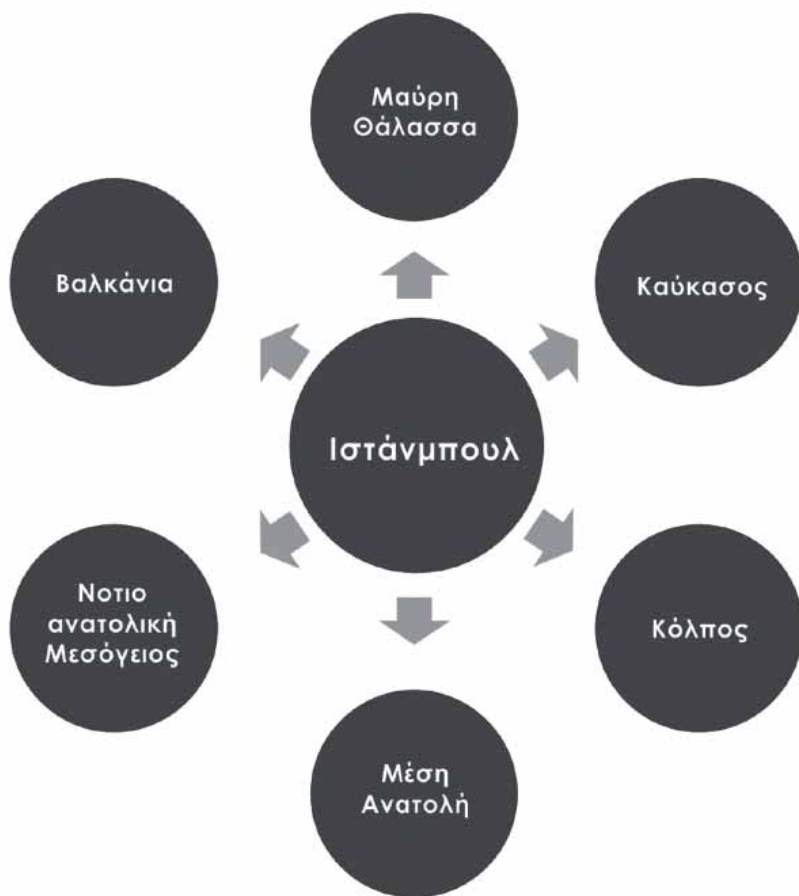 Μαύρη
Θάλασσα
Βαλκάνια
Καύκασος
Ιστάνμπουλ
Νοτιο
ανατολική
Μεσόγειος
Κόλπος
Μέση
Ανατολή